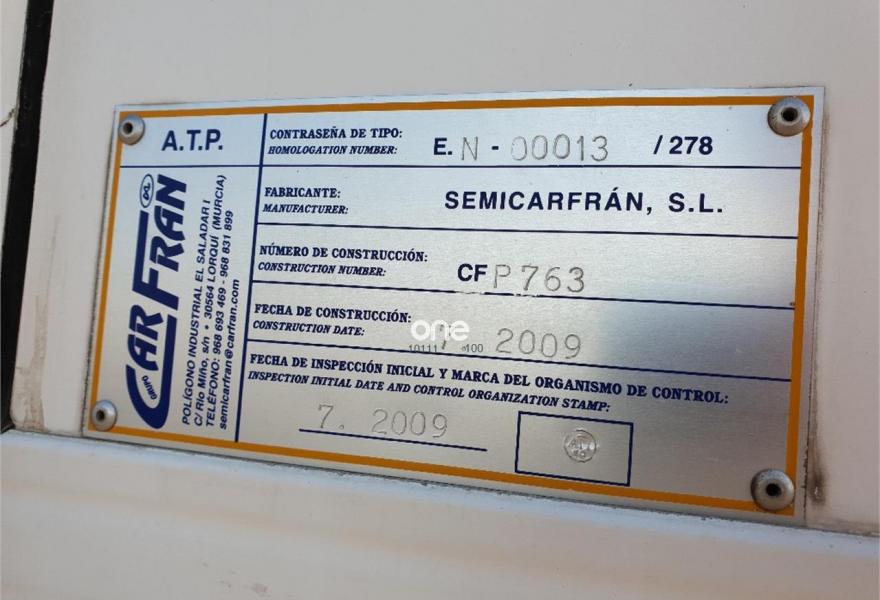 A.T.P.
CONTRASEÑA DE TIPO:
HOMOLOGATION NUMBER:
E. N - 00013 /278
FABRICANTE:
MANUFACTURER:
SEMICARFRÁN, S.L.
NÚMERO DE CONSTRUCCIÓN:
CONSTRUCTION NUMBER:
CF P763
FECHA DE CONSTRUCCIÓN:
CONSTRUCTION DATE:
7 2009
one
FECHA DE INSPECCIÓN INICIAL Y MARCA DEL ORGANISMO DE CONTROL:
INSPECTION INITIAL DATE AND CONTROL ORGANIZATION STAMP:
7. 2009
GRUPO
CARFRAN
POLÍGONO INDUSTRIAL EL SALADAR I
C/ Río Miño, s/n • 30564 LORQUÍ (MURCIA)
TELÉFONO: 968 693 469 - 968 831 899
semicarfran@carfran.com